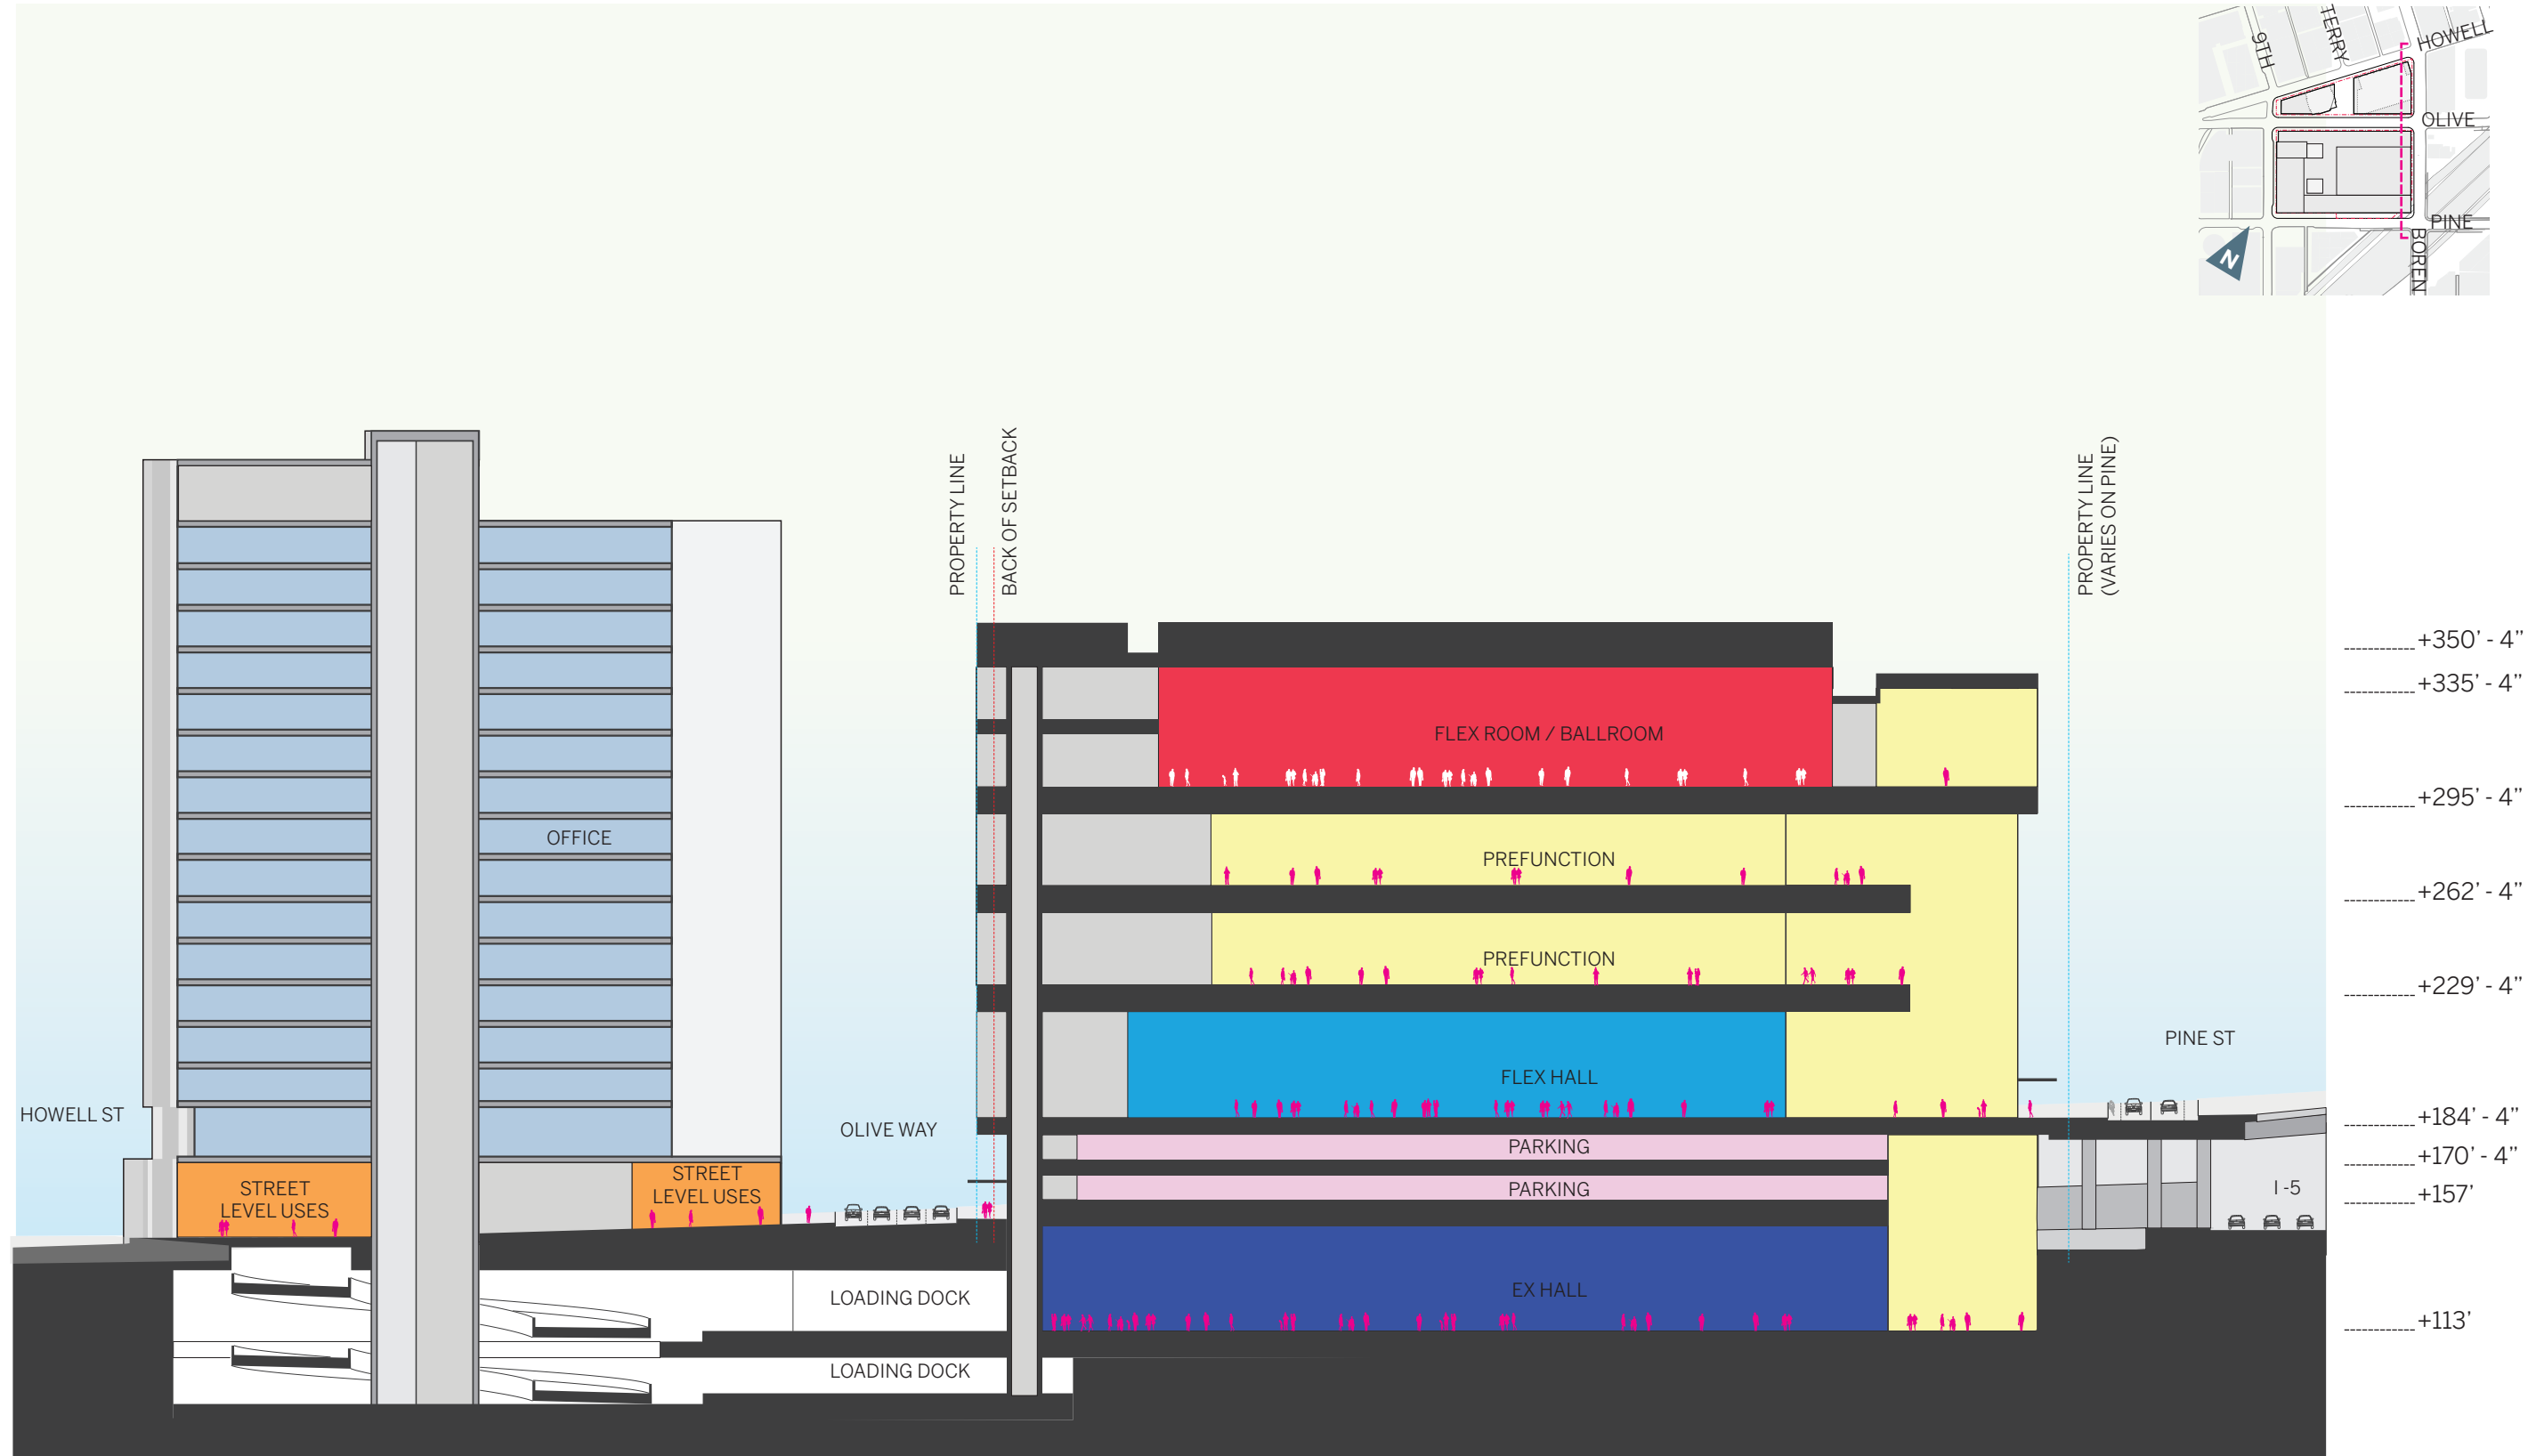 9TH
TERRY
HOWELL
OLIVE
PINE
BOREN
N
PROPERTY LINE
BACK OF SETBACK
PROPERTY LINE
(VARIES ON PINE)
+350’ - 4”
+335’ - 4”
FLEX ROOM / BALLROOM
+295’ - 4”
OFFICE
PREFUNCTION
+262’ - 4”
PREFUNCTION
+229’ - 4”
PINE ST
FLEX HALL
HOWELL ST
OLIVE WAY
+184’ - 4”
PARKING
+170’ - 4”
STREET
LEVEL USES
STREET
LEVEL USES
PARKING
I -5
+157’
EX HALL
LOADING DOCK
+113’
LOADING DOCK